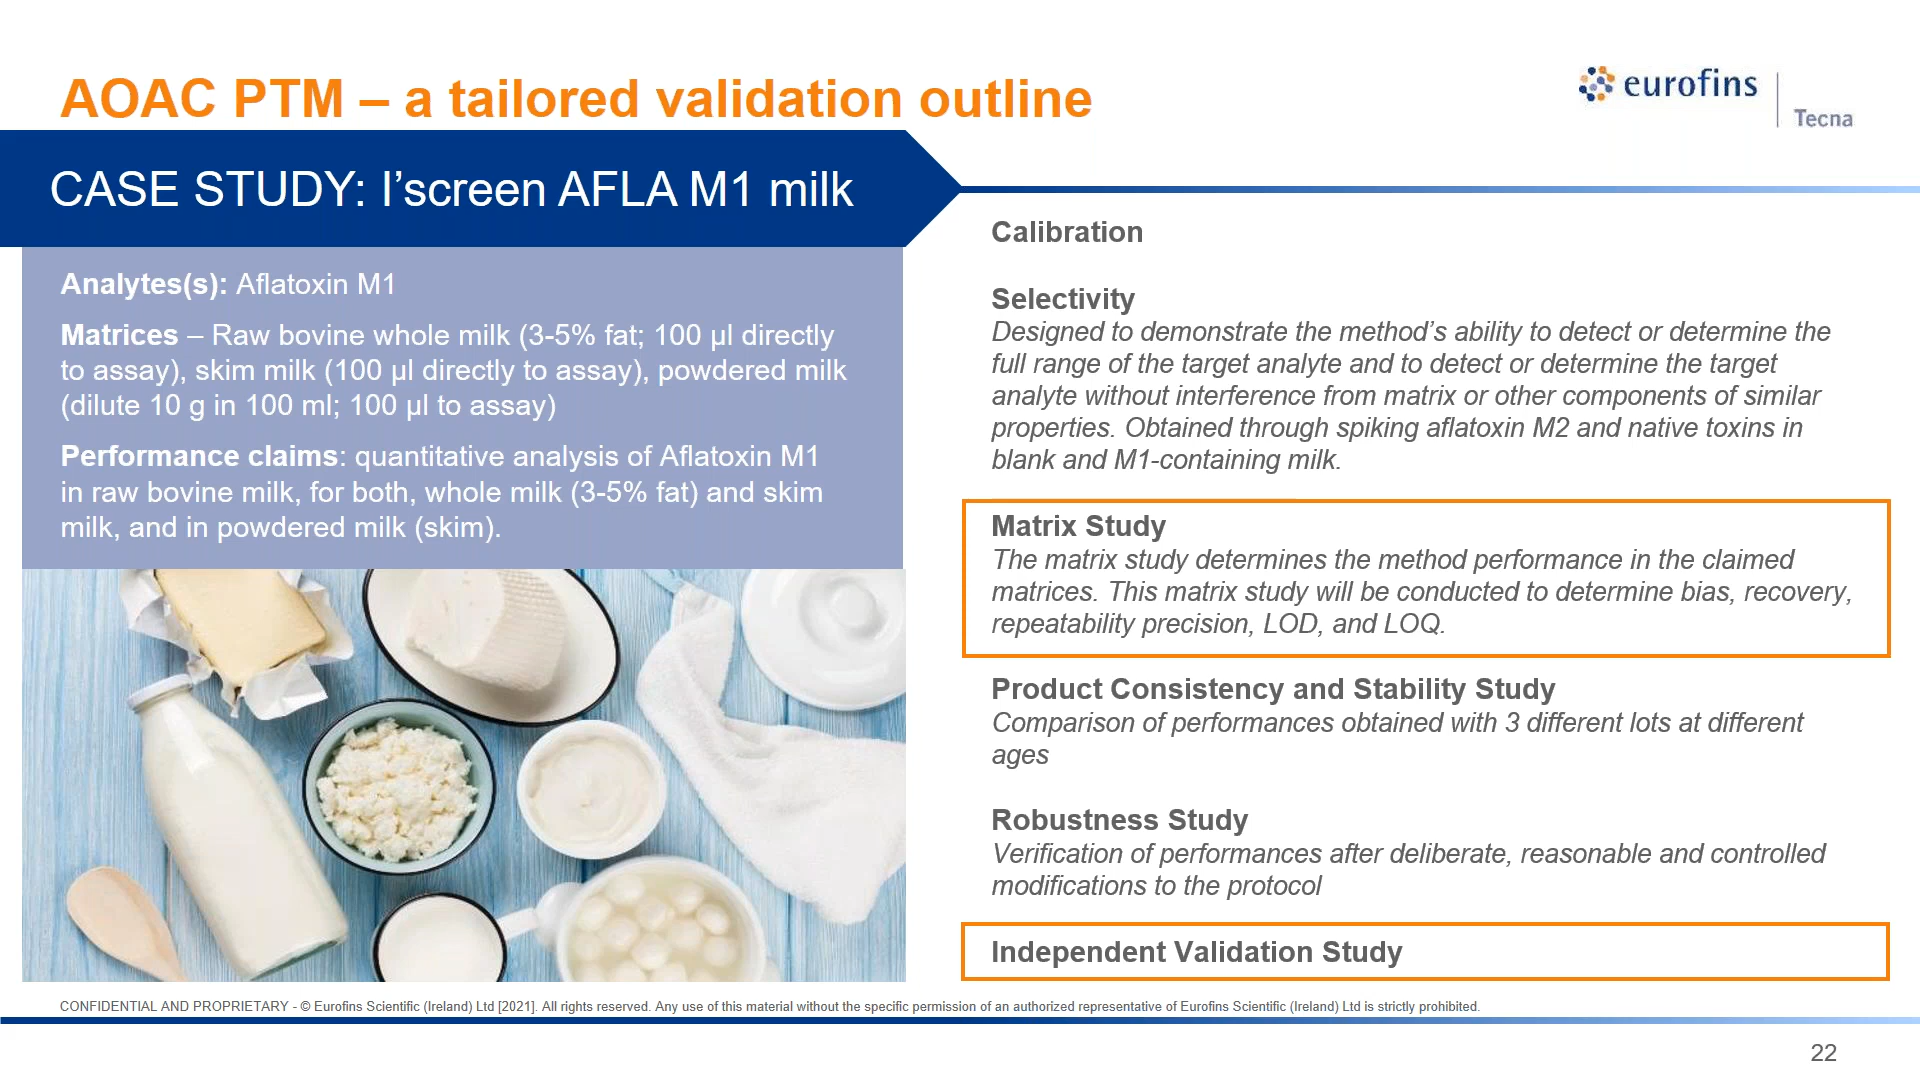 AOAC PTM – a tailored validation outline
eurofins
Tecna
CASE STUDY: I’screen AFLA M1 milk
Analytes(s): Aflatoxin M1
Matrices – Raw bovine whole milk (3-5% fat; 100 µl directly
to assay), skim milk (100 µl directly to assay), powdered milk
(dilute 10 g in 100 ml; 100 µl to assay)
Performance claims: quantitative analysis of Aflatoxin M1
in raw bovine milk, for both, whole milk (3-5% fat) and skim
milk, and in powdered milk (skim).
Calibration
Selectivity
Designed to demonstrate the method’s ability to detect or determine the
full range of the target analyte and to detect or determine the target
analyte without interference from matrix or other components of similar
properties. Obtained through spiking aflatoxin M2 and native toxins in
blank and M1-containing milk.
Matrix Study
The matrix study determines the method performance in the claimed
matrices. This matrix study will be conducted to determine bias, recovery,
repeatability precision, LOD, and LOQ.
Product Consistency and Stability Study
Comparison of performances obtained with 3 different lots at different
ages
Robustness Study
Verification of performances after deliberate, reasonable and controlled
modifications to the protocol
Independent Validation Study
CONFIDENTIAL AND PROPRIETARY - © Eurofins Scientific (Ireland) Ltd [2021]. All rights reserved. Any use of this material without the specific permission of an authorized representative of Eurofins Scientific (Ireland) Ltd is strictly prohibited.
22